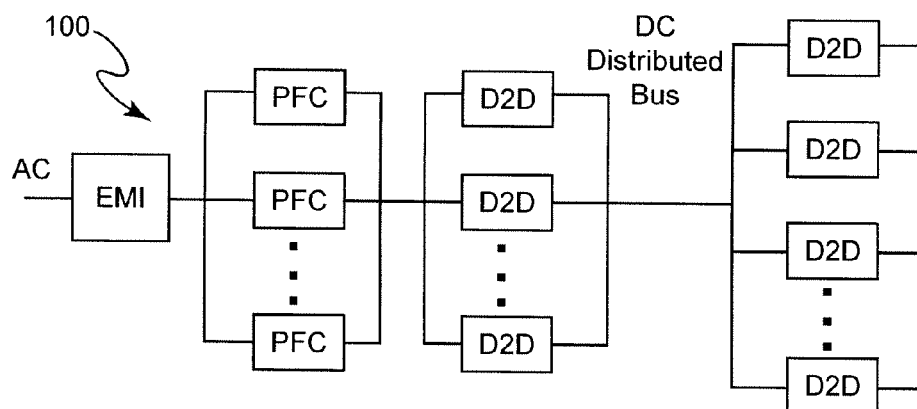 100
AC
EMI
PFC
PFC
PFC
D2D
D2D
D2D
DC
Distributed
Bus
D2D
D2D
D2D
D2D